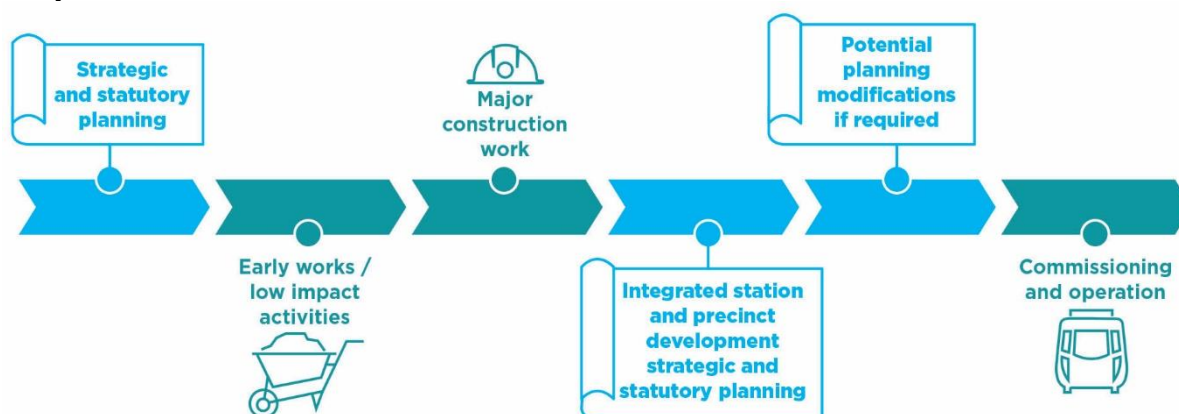 Strategic
and statutory
planning
Early works /
low impact
activities
Major
construction
work
Integrated station
and precinct
development
strategic and
statutory planning
Potential
planning
modifications
if required
Commissioning
and operation